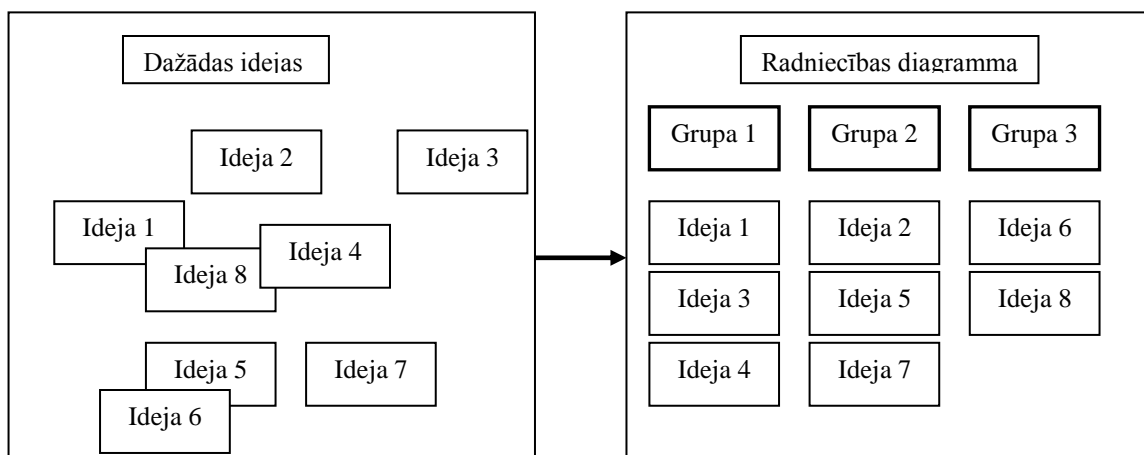 Dažādas idejas
Ideja 2
Ideja 3
Ideja 1
Ideja 4
Ideja 8
Ideja 5
Ideja 7
Ideja 6
Radniecības diagramma
Grupa 1
Grupa 2
Grupa 3
Ideja 1
Ideja 2
Ideja 6
Ideja 3
Ideja 5
Ideja 8
Ideja 4
Ideja 7